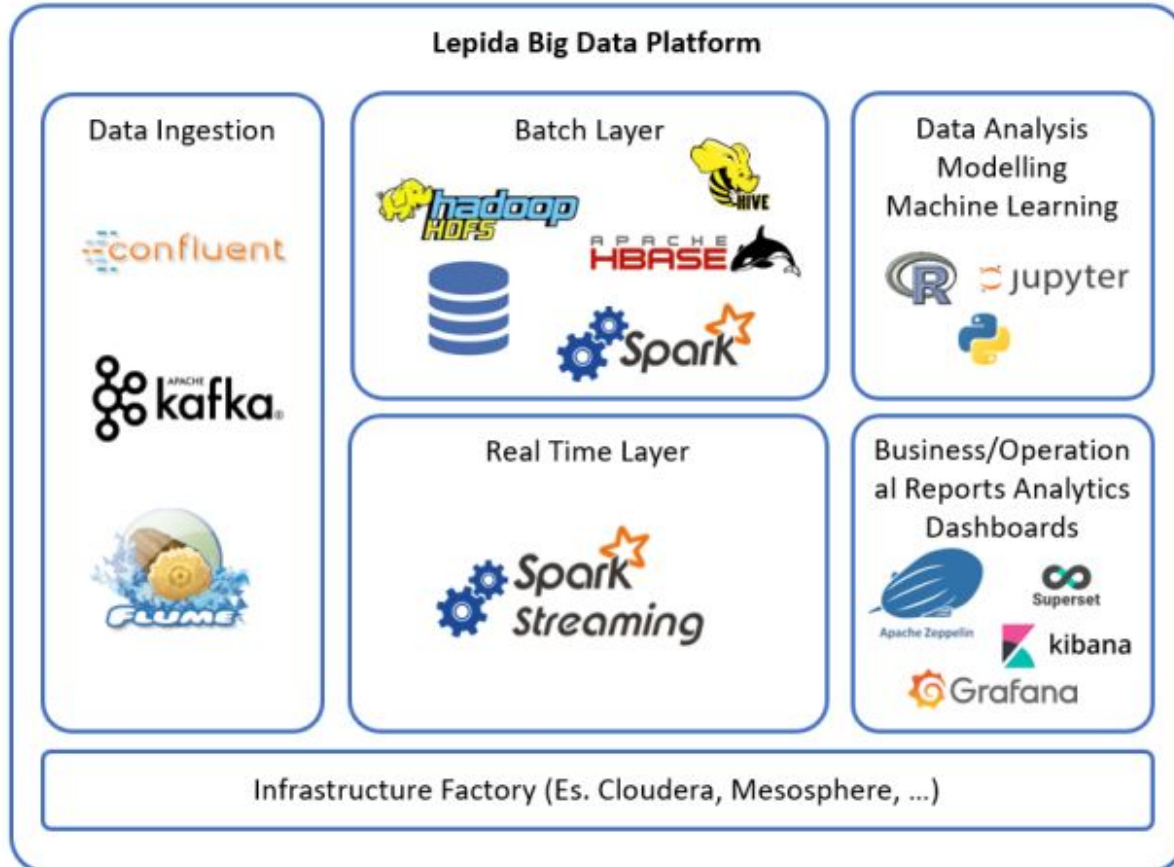 Lepida Big Data Platform
Data Ingestion
confluent
APACHE
kafka®
FLUME
Batch Layer
hadoop
HDFS
HIVE
APACHE
HBASE
Spark
Real Time Layer
Spark
Streaming
Data Analysis
Modelling
Machine Learning
R
jupyter
Business/Operation
al Reports Analytics
Dashboards
Apache Zeppelin
Superset
kibana
Grafana
Infrastructure Factory (Es. Cloudera, Mesosphere, ...)